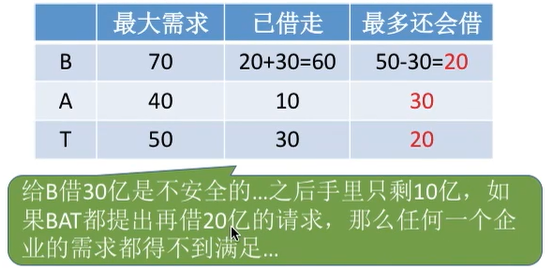 最大需求 已借走 最多还会借
B 70 20+30=60 50-30=20
A 40 10 30
T 50 30 20
给B借30亿是不安全的...之后手里只剩10亿，如
果BAT都提出再借20亿的请求，那么任何一个企
业的需求都得不到满足...